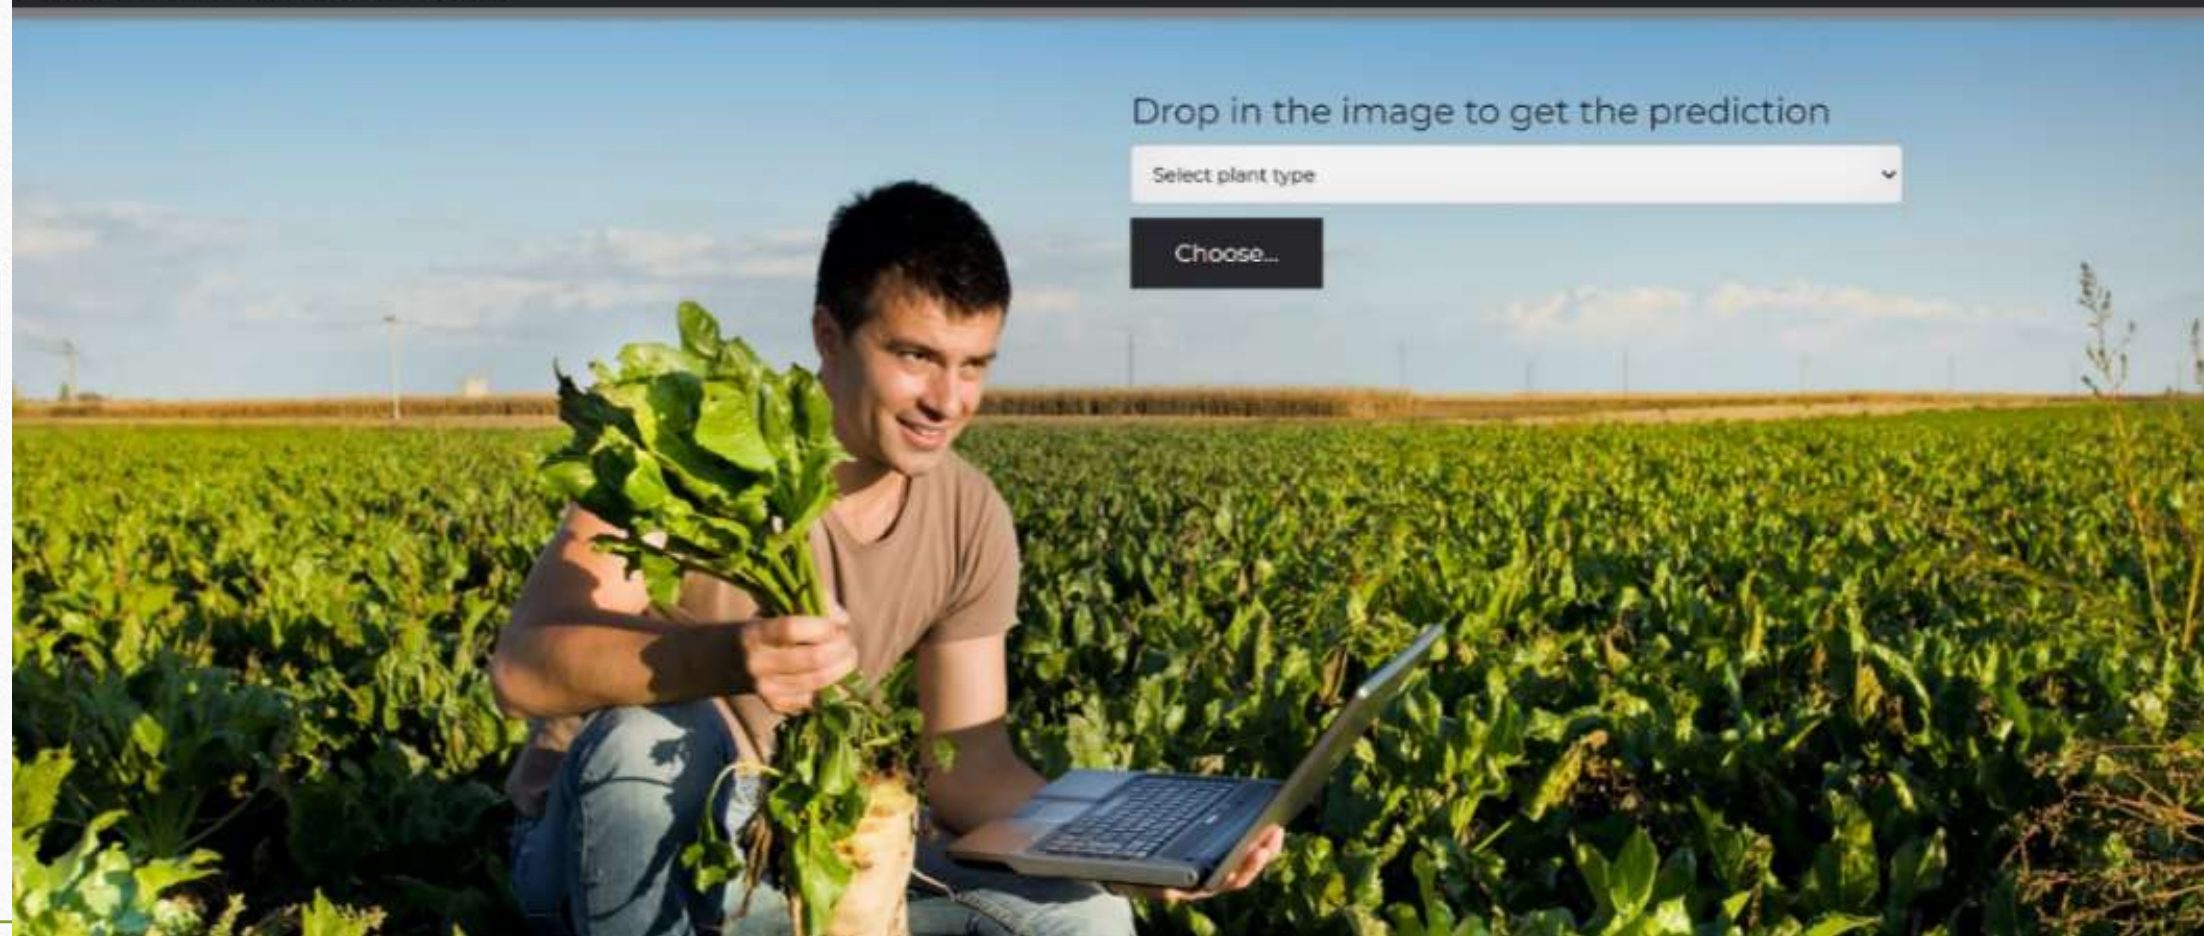 Drop in the image to get the prediction
Select plant type
Choose...